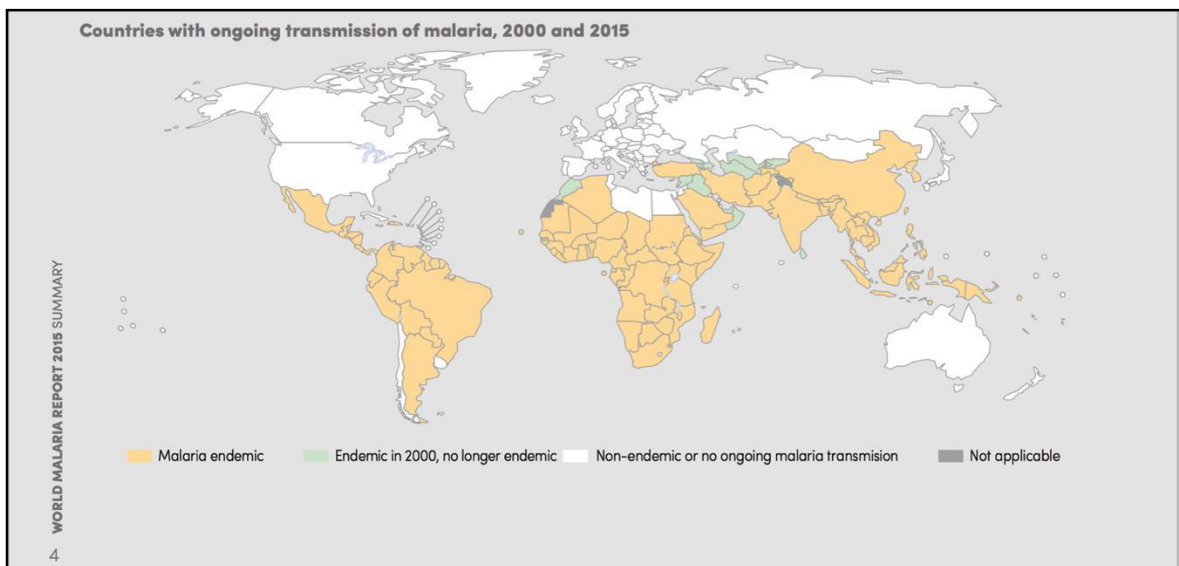 Countries with ongoing transmission of malaria, 2000 and 2015
Malaria endemic
Endemic in 2000, no longer endemic
Non-endemic or no ongoing malaria transmision
Not applicable
WORLD MALARIA REPORT 2015 SUMMARY
4